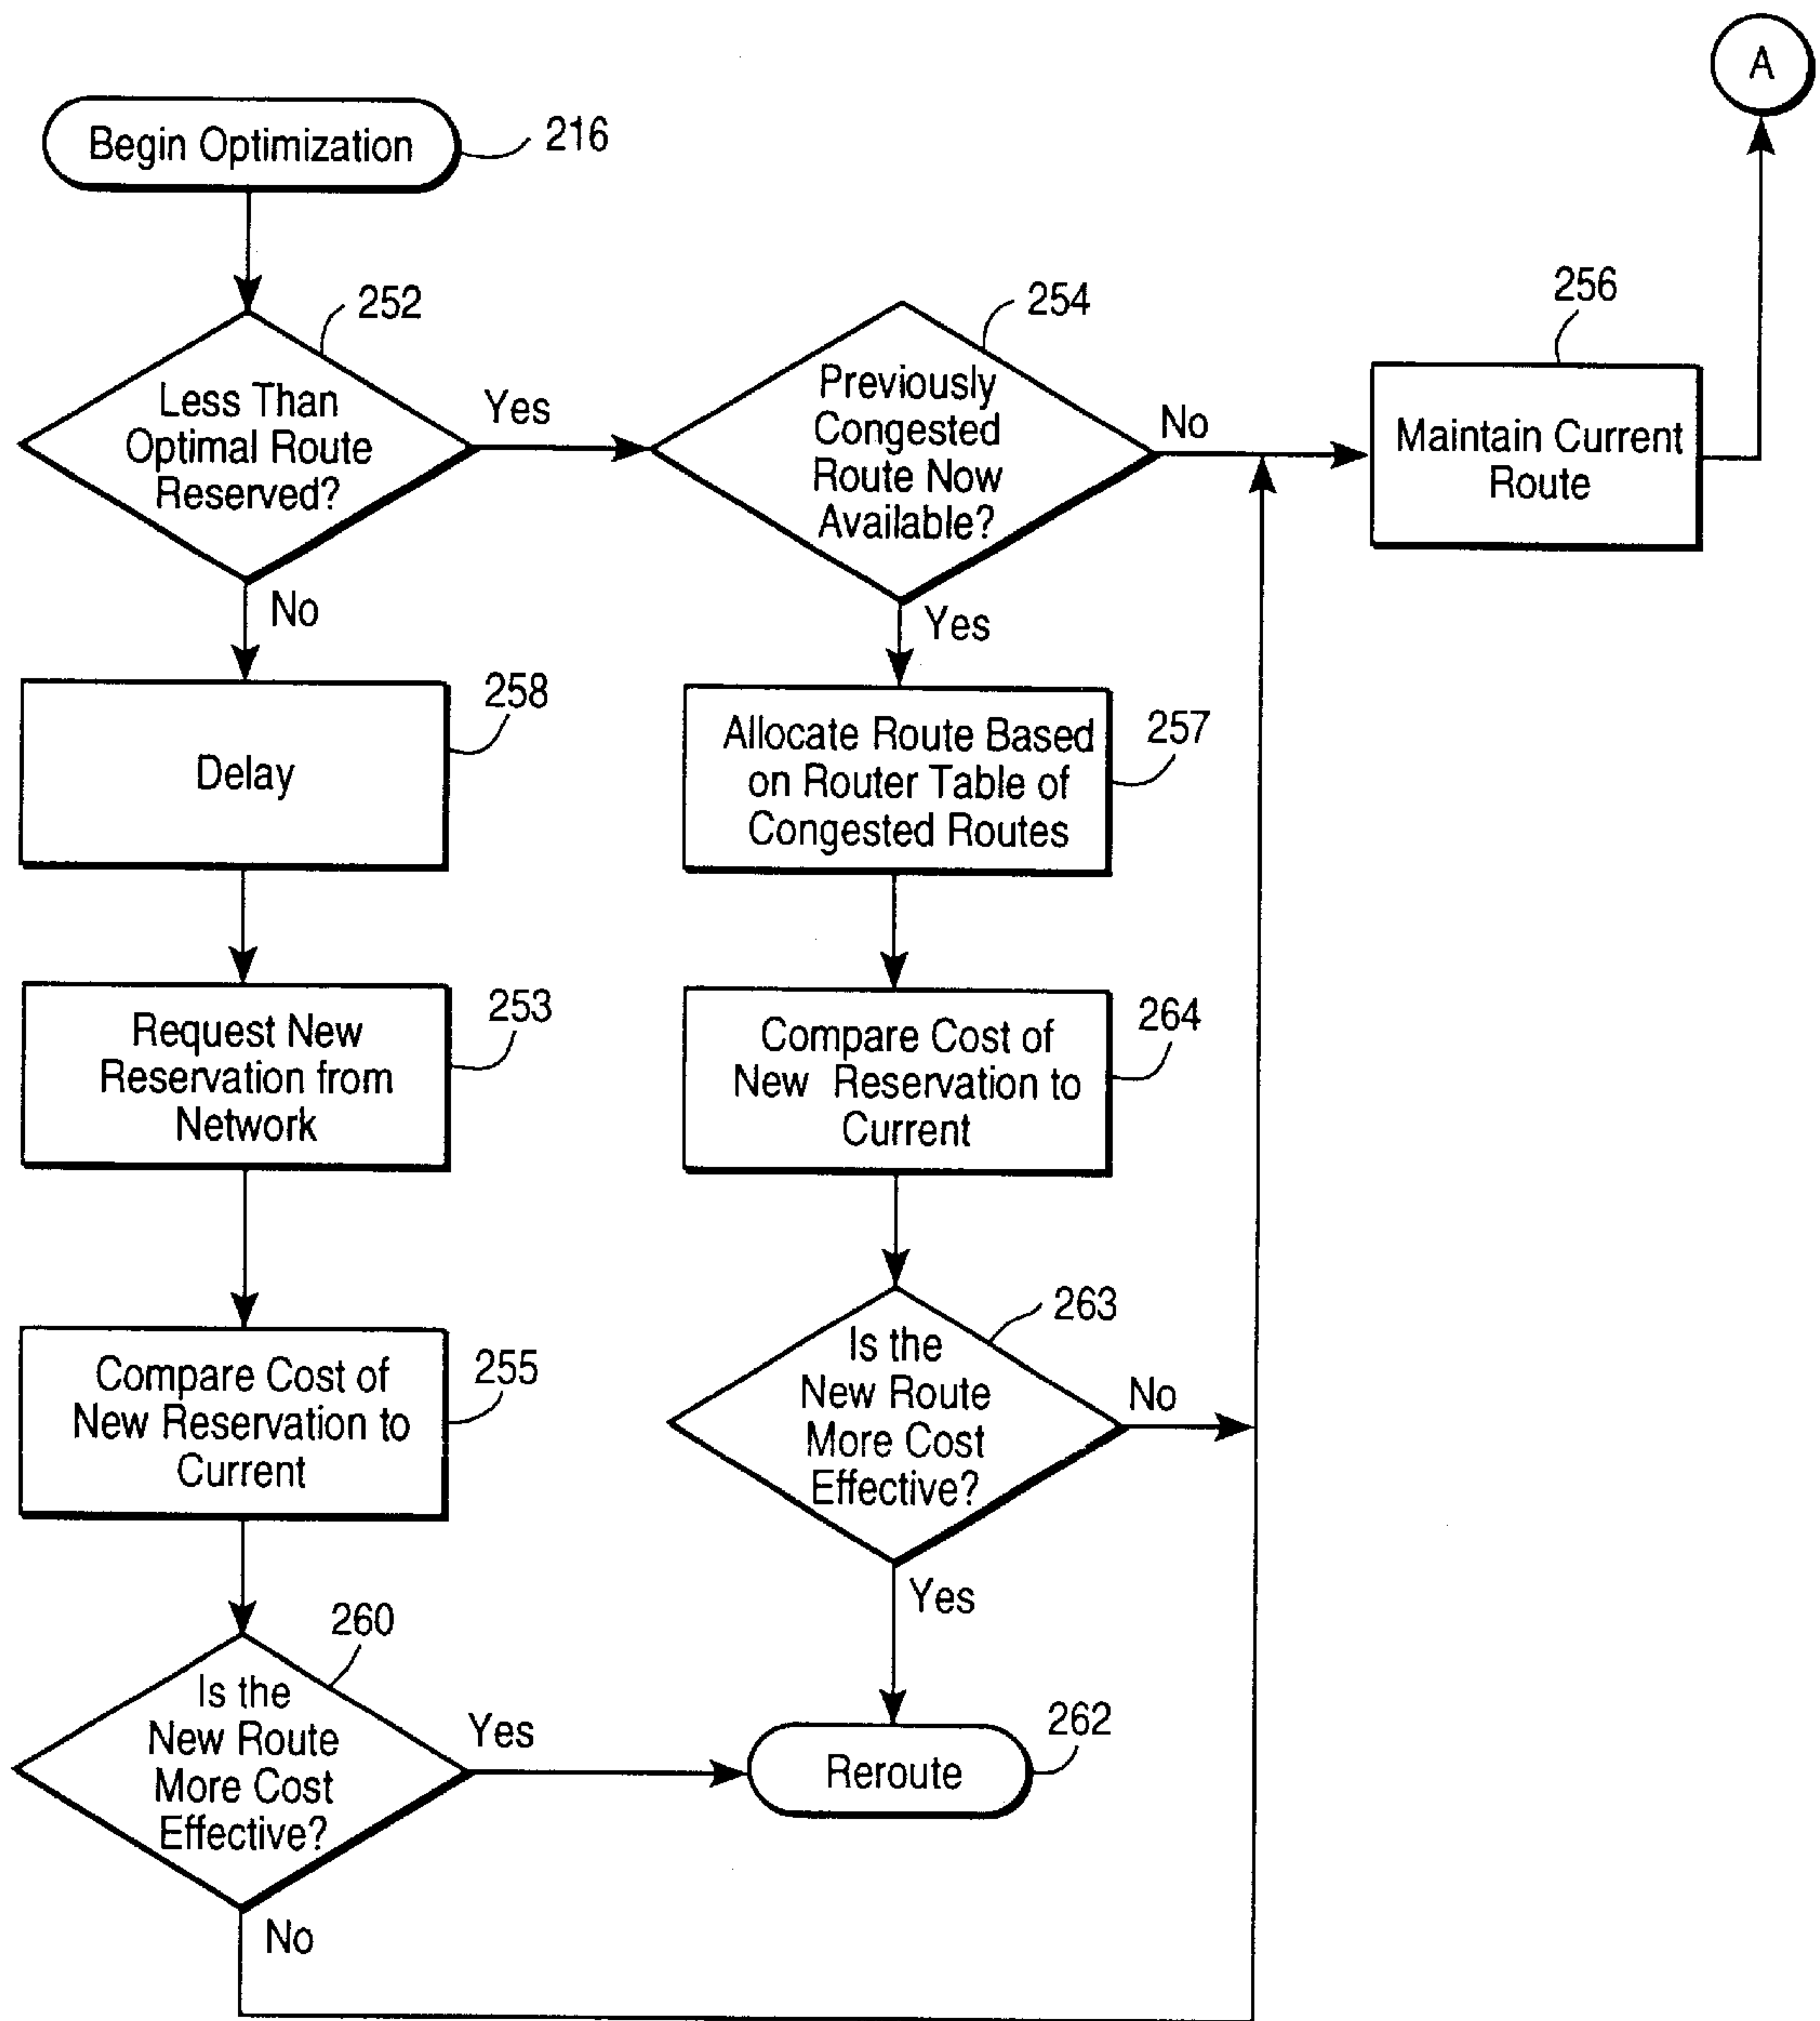 A
Begin Optimization
216
252
Less Than
Optimal Route
Reserved?
Yes
No
254
Previously
Congested
Route Now
Available?
No
Yes
256
Maintain Current
Route
258
Delay
257
Allocate Route Based
on Router Table of
Congested Routes
253
Request New
Reservation from
Network
264
Compare Cost of
New Reservation to
Current
255
Compare Cost of
New Reservation to
Current
263
Is the
New Route
More Cost
Effective?
No
Yes
260
Is the
New Route
More Cost
Effective?
Yes
No
262
Reroute